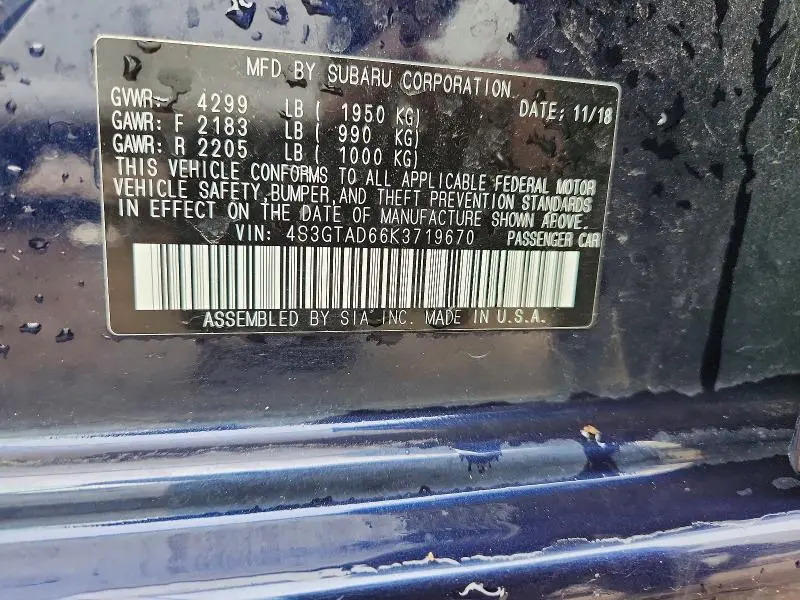 MFD BY SUBARU CORPORATION
DATE: 11/18
GVWR: 4299 LB ( 1950 KG)
GAWR: F 2183 LB ( 990 KG)
GAWR: R 2205 LB ( 1000 KG)
THIS VEHICLE CONFORMS TO ALL APPLICABLE FEDERAL MOTOR
VEHICLE SAFETY, BUMPER, AND THEFT PREVENTION STANDARDS
IN EFFECT ON THE DATE OF MANUFACTURE SHOWN ABOVE.
VIN: 4S3GTAD66K3719670 PASSENGER CAR
ASSEMBLED BY SIA INC. MADE IN U.S.A.